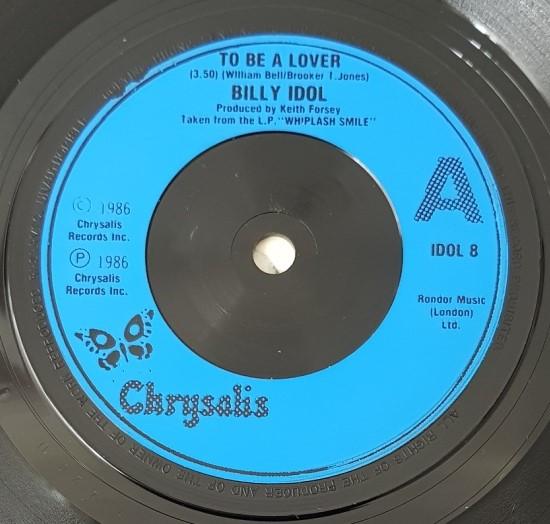 TO BE A LOVER
(3.50) (William Bell/Brooker T.Jones)
BILLY IDOL
Produced by Keith Forsey
Taken from the L.P. "WHIPLASH SMILE"
A
© 1986
Chrysalis
Records Inc.
IDOL 8
℗ 1986
Chrysalis
Records Inc.
Rondor Music
(London)
Ltd.
Chrysalis
ALL RIGHTS OF THE PRODUCER AND OF THE OWNER OF THE WORK REPRODUCED